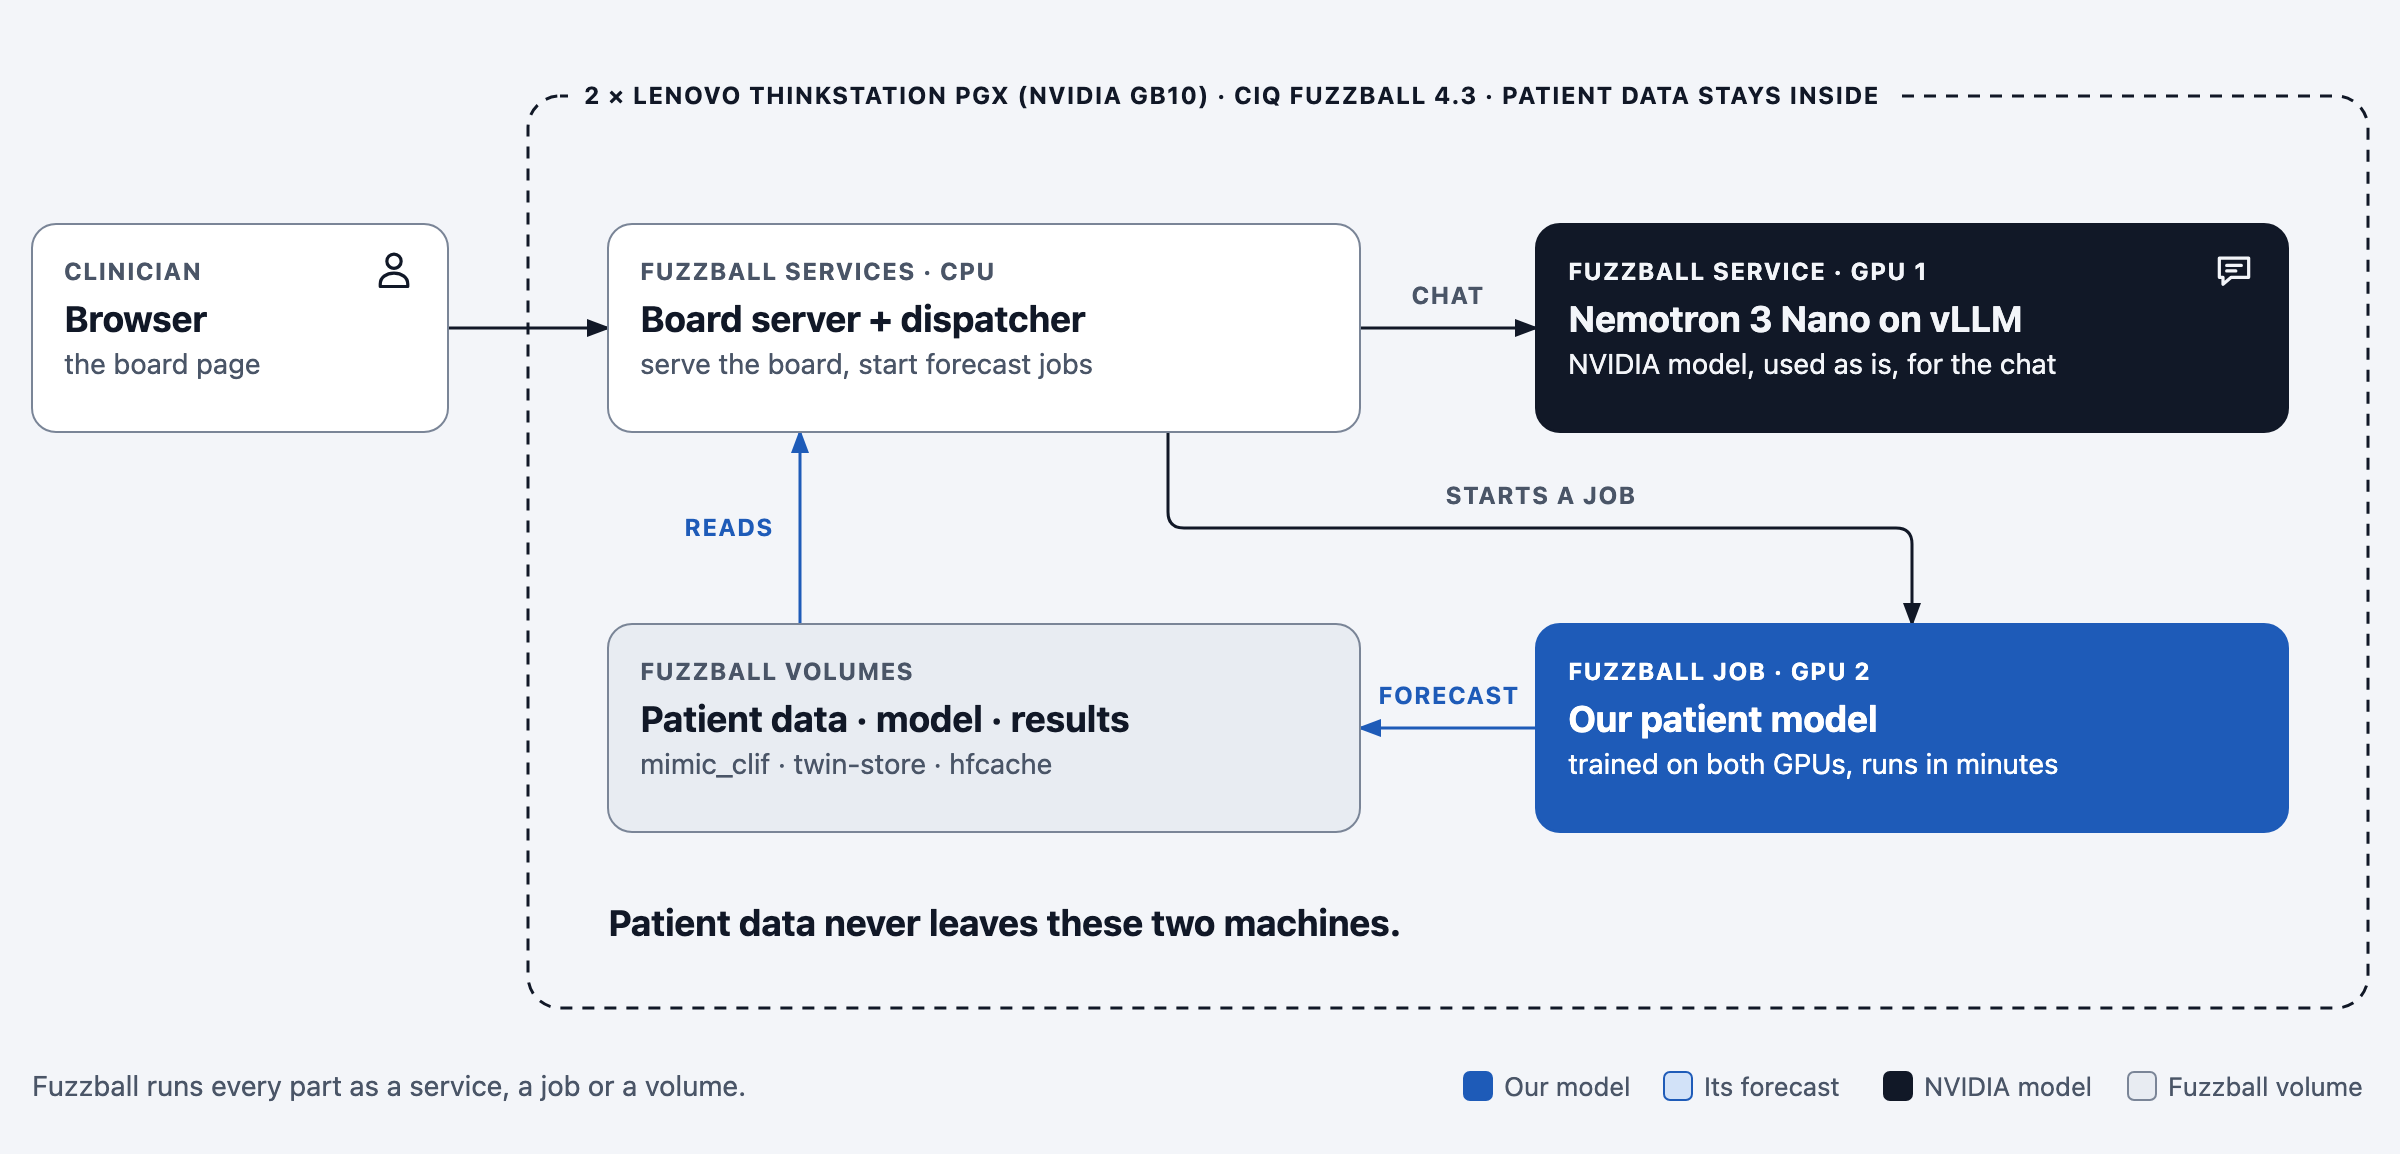 2 × LENOVO THINKSTATION PGX (NVIDIA GB10) · CIQ FUZZBALL 4.3 · PATIENT DATA STAYS INSIDE
CLINICIAN
Browser
the board page
FUZZBALL SERVICES · CPU
Board server + dispatcher
serve the board, start forecast jobs
CHAT
FUZZBALL SERVICE · GPU 1
Nemotron 3 Nano on vLLM
NVIDIA model, used as is, for the chat
STARTS A JOB
READS
FUZZBALL VOLUMES
Patient data · model · results
mimic_clif · twin-store · hfcache
FORECAST
FUZZBALL JOB · GPU 2
Our patient model
trained on both GPUs, runs in minutes
Patient data never leaves these two machines.
Fuzzball runs every part as a service, a job or a volume.
Our model
Its forecast
NVIDIA model
Fuzzball volume